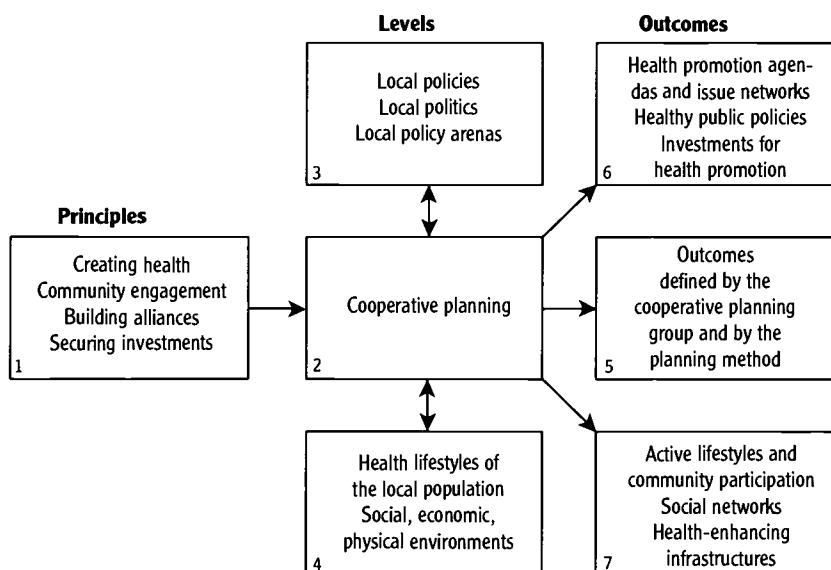 Levels
Outcomes
Local policies
Local politics
Local policy arenas
3
Health promotion agen-
das and issue networks
Healthy public policies
Investments for
health promotion
6
Principles
Creating health
Community engagement
Building alliances
Securing investments
1
Cooperative planning
2
Outcomes
defined by the
cooperative planning
group and by the
planning method
5
Health lifestyles of
the local population
Social, economic,
physical environments
4
Active lifestyles and
community participation
Social networks
Health-enhancing
infrastructures
7